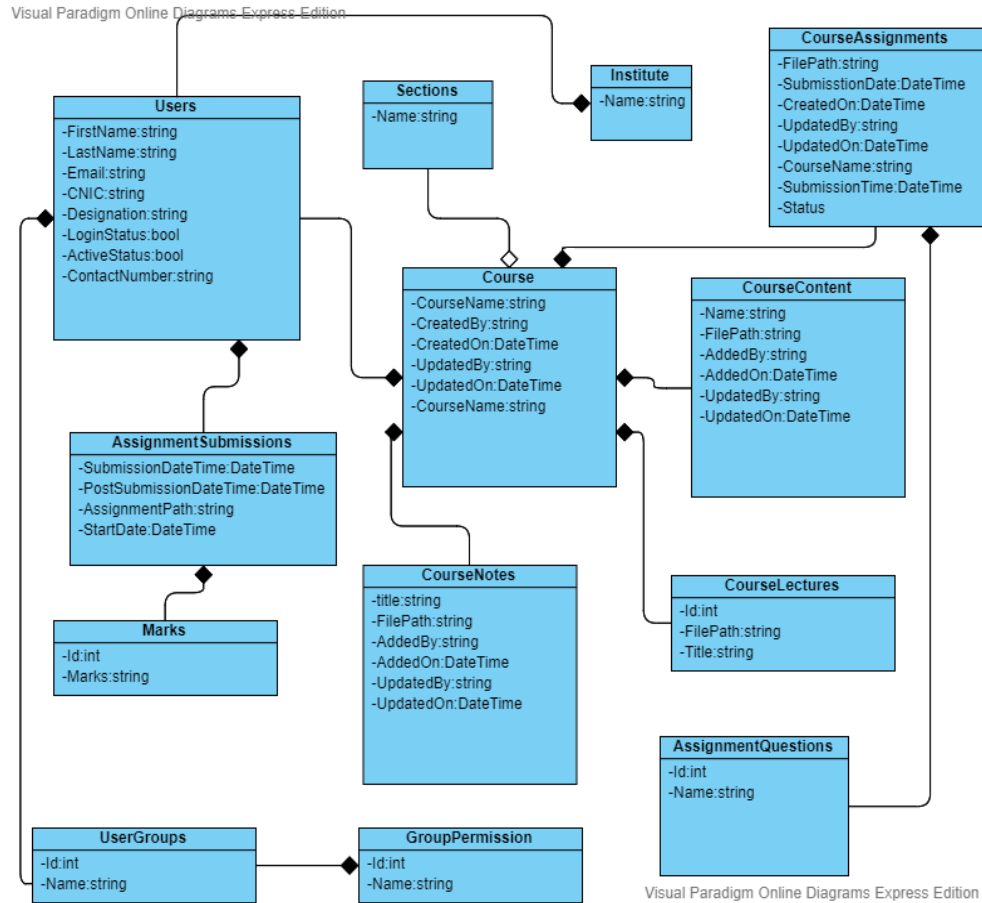 Visual Paradigm Online Diagrams Express Edition
Users
-FirstName:string
-LastName:string
-Email:string
-CNIC:string
-Designation:string
-LoginStatus:bool
-ActiveStatus:bool
-ContactNumber:string
Sections
-Name:string
Institute
-Name:string
CourseAssignments
-FilePath:string
-SubmisstionDate:DateTime
-CreatedOn:DateTime
-UpdatedBy:string
-UpdatedOn:DateTime
-CourseName:string
-SubmissionTime:DateTime
-Status
Course
-CourseName:string
-CreatedBy:string
-CreatedOn:DateTime
-UpdatedBy:string
-UpdatedOn:DateTime
-CourseName:string
CourseContent
-Name:string
-FilePath:string
-AddedBy:string
-AddedOn:DateTime
-UpdatedBy:string
-UpdatedOn:DateTime
AssignmentSubmissions
-SubmissionDateTime:DateTime
-PostSubmissionDateTime:DateTime
-AssignmentPath:string
-StartDate:DateTime
Marks
-Id:int
-Marks:string
CourseNotes
-title:string
-FilePath:string
-AddedBy:string
-AddedOn:DateTime
-UpdatedBy:string
-UpdatedOn:DateTime
CourseLectures
-Id:int
-FilePath:string
-Title:string
AssignmentQuestions
-Id:int
-Name:string
UserGroups
-Id:int
-Name:string
GroupPermission
-Id:int
-Name:string
Visual Paradigm Online Diagrams Express Edition